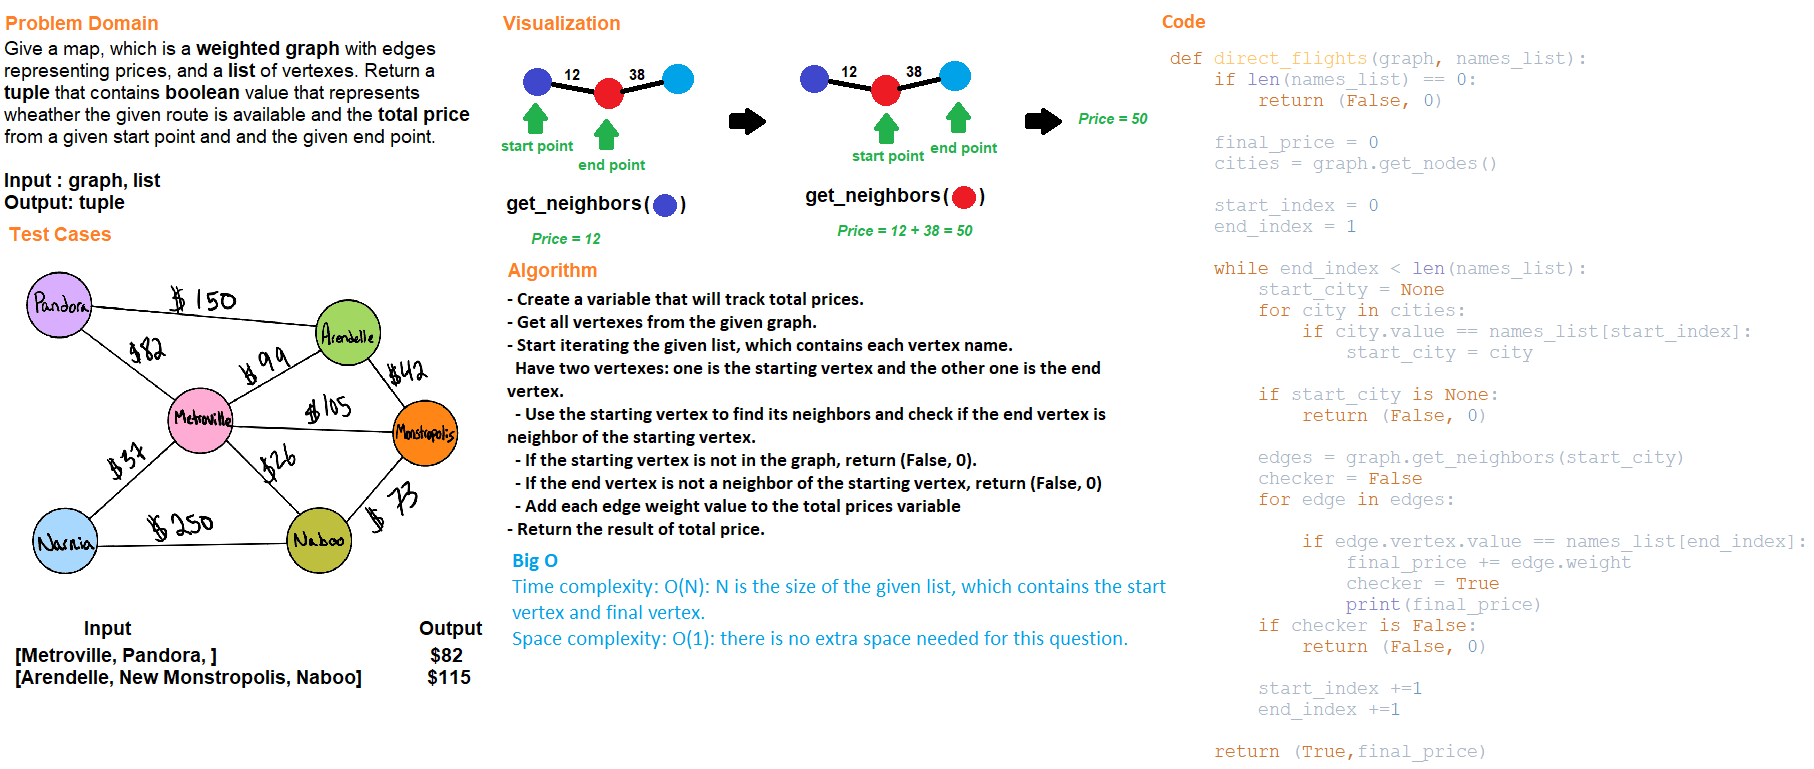 Problem Domain
Give a map, which is a weighted graph with edges
representing prices, and a list of vertexes. Return a
tuple that contains boolean value that represents
wheather the given route is available and the total price
from a given start point and and the given end point.
Input : graph, list
Output: tuple
Test Cases
Pandora
$150
Arendelle
$82
$99
$42
Metroville
$105
Monstropolis
$37
$26
$73
Narnia
$250
Naboo
Input Output
[Metroville, Pandora, ] $82
[Arendelle, New Monstropolis, Naboo] $115
Visualization
12 38
start point
end point
get_neighbors( )
Price = 12
12 38
start point
end point
get_neighbors( )
Price = 12 + 38 = 50
Price = 50
Algorithm
- Create a variable that will track total prices.
- Get all vertexes from the given graph.
- Start iterating the given list, which contains each vertex name.
Have two vertexes: one is the starting vertex and the other one is the end
vertex.
- Use the starting vertex to find its neighbors and check if the end vertex is
neighbor of the starting vertex.
- If the starting vertex is not in the graph, return (False, 0).
- If the end vertex is not a neighbor of the starting vertex, return (False, 0)
- Add each edge weight value to the total prices variable
- Return the result of total price.
Big O
Time complexity: O(N): N is the size of the given list, which contains the start
vertex and final vertex.
Space complexity: O(1): there is no extra space needed for this question.
Code
def direct_flights(graph, names_list):
    if len(names_list) == 0:
        return (False, 0)
    final_price = 0
    cities = graph.get_nodes()
    start_index = 0
    end_index = 1
    while end_index < len(names_list):
        start_city = None
        for city in cities:
            if city.value == names_list[start_index]:
                start_city = city
        if start_city is None:
            return (False, 0)
        edges = graph.get_neighbors(start_city)
        checker = False
        for edge in edges:
            if edge.vertex.value == names_list[end_index]:
                final_price += edge.weight
                checker = True
                print(final_price)
        if checker is False:
            return (False, 0)
        start_index +=1
        end_index +=1
    return (True,final_price)